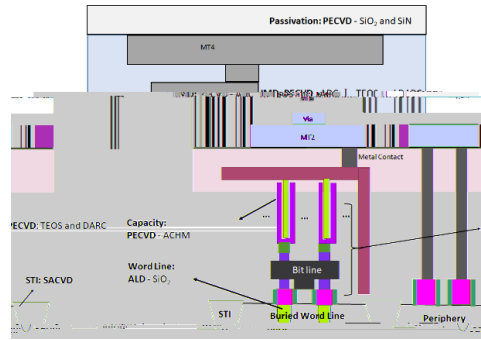 Passivation: PECVD - SiO₂ and SiN
MT4
Via
MT2
Metal Contact
PECVD: TEOS and DARC
Capacity:
PECVD - ACHM
...
...
...
Word Line:
ALD - SiO₂
Bit line
STI: SACVD
STI
Buried Word Line
Periphery